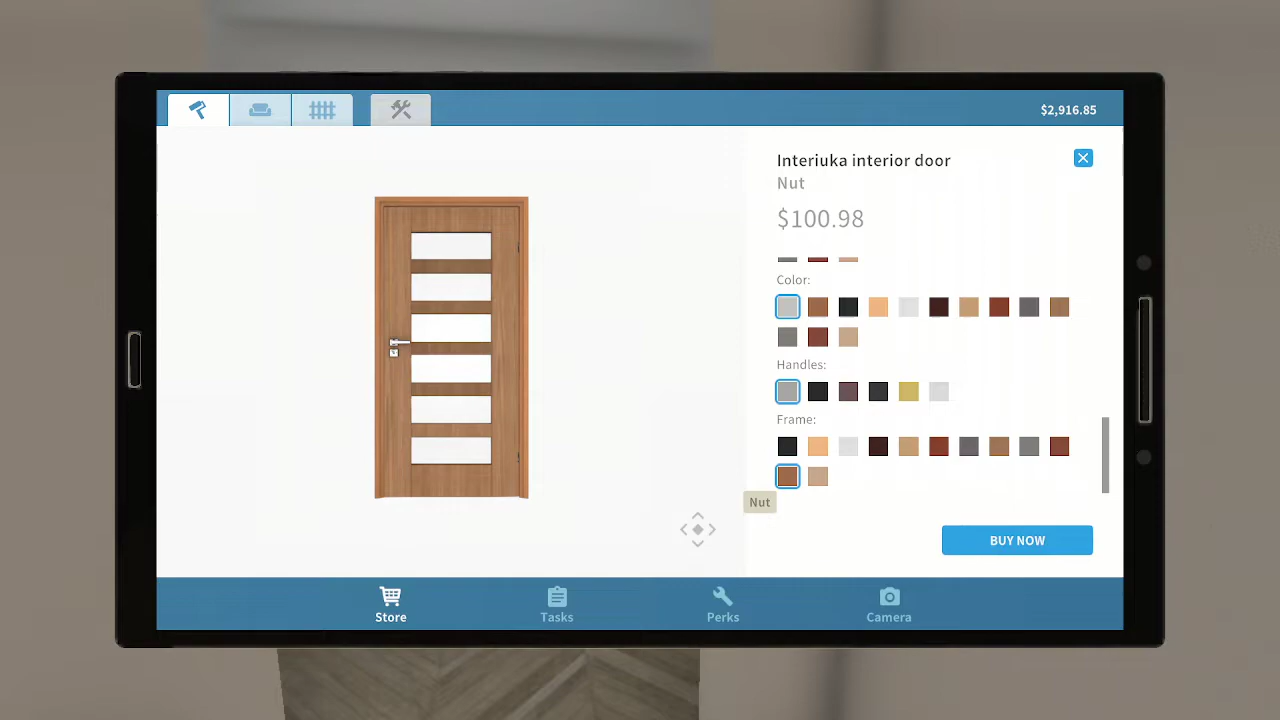 $2,916.85
Interiuka interior door
Nut
$100.98
Color:
Handles:
Frame:
Nut
BUY NOW
Store
Tasks
Perks
Camera